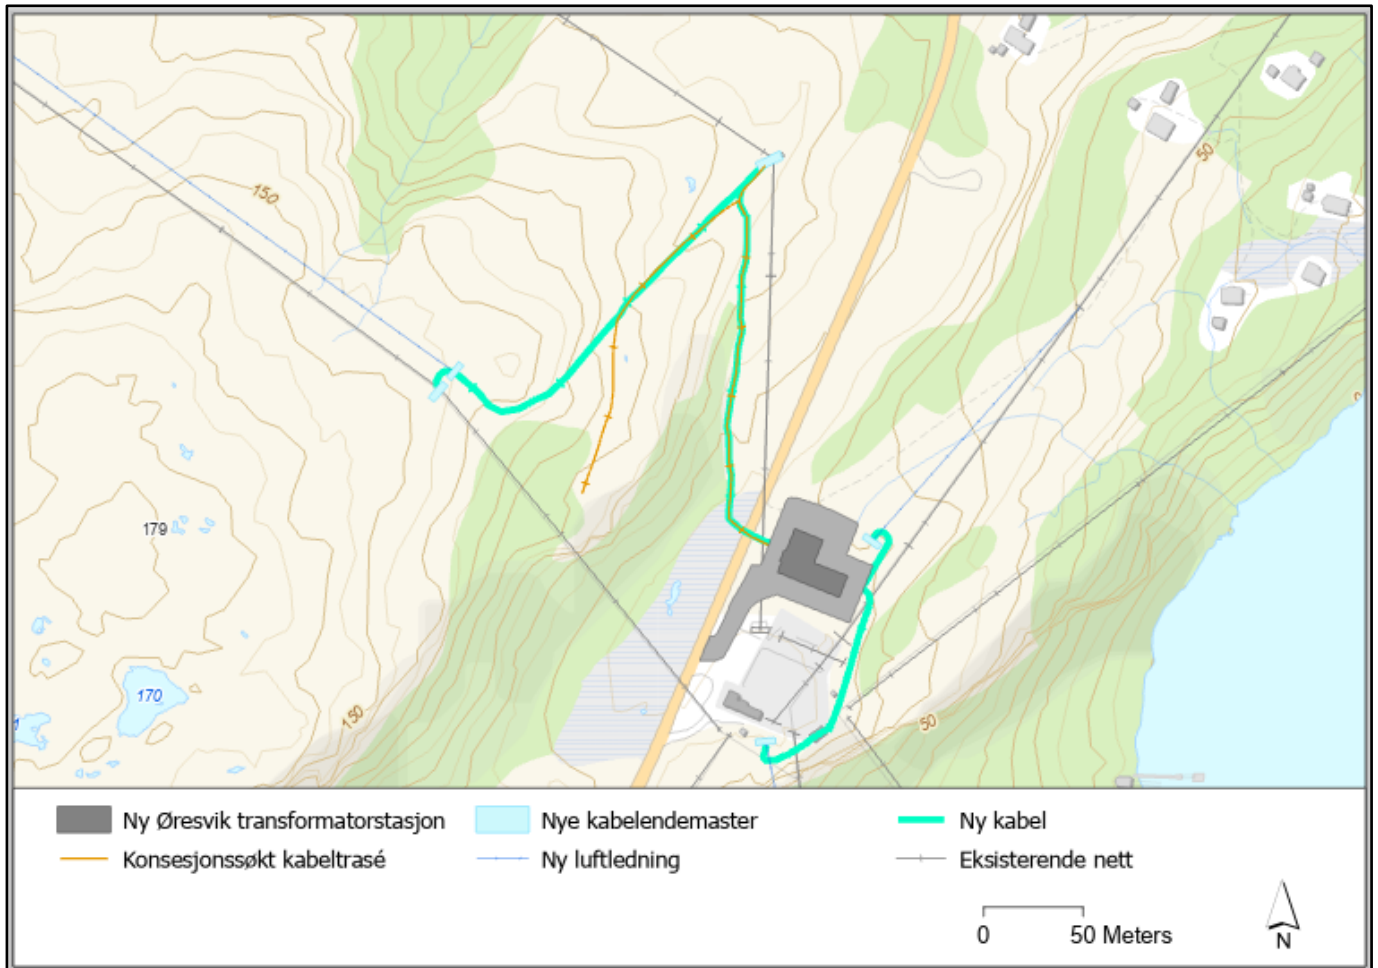 150
50
179
170
150
50
Ny Øresvik transformatorstasjon
Nye kabelendemaster
Ny kabel
Konsesjonssøkt kabeltrasé
Ny luftledning
Eksisterende nett
0 50 Meters
N